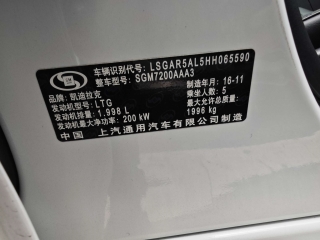 车辆识别代号: LSGAR5AL5HH065590
整车型号: SGM7200AAA3
品牌: 凯迪拉克 制造年月: 16-11
发动机型号: LTG 乘坐人数: 5
发动机排量: 1.998 L 最大允许总质量:
发动机最大净功率: 200 kW 1996 kg
中国 上汽通用汽车有限公司制造